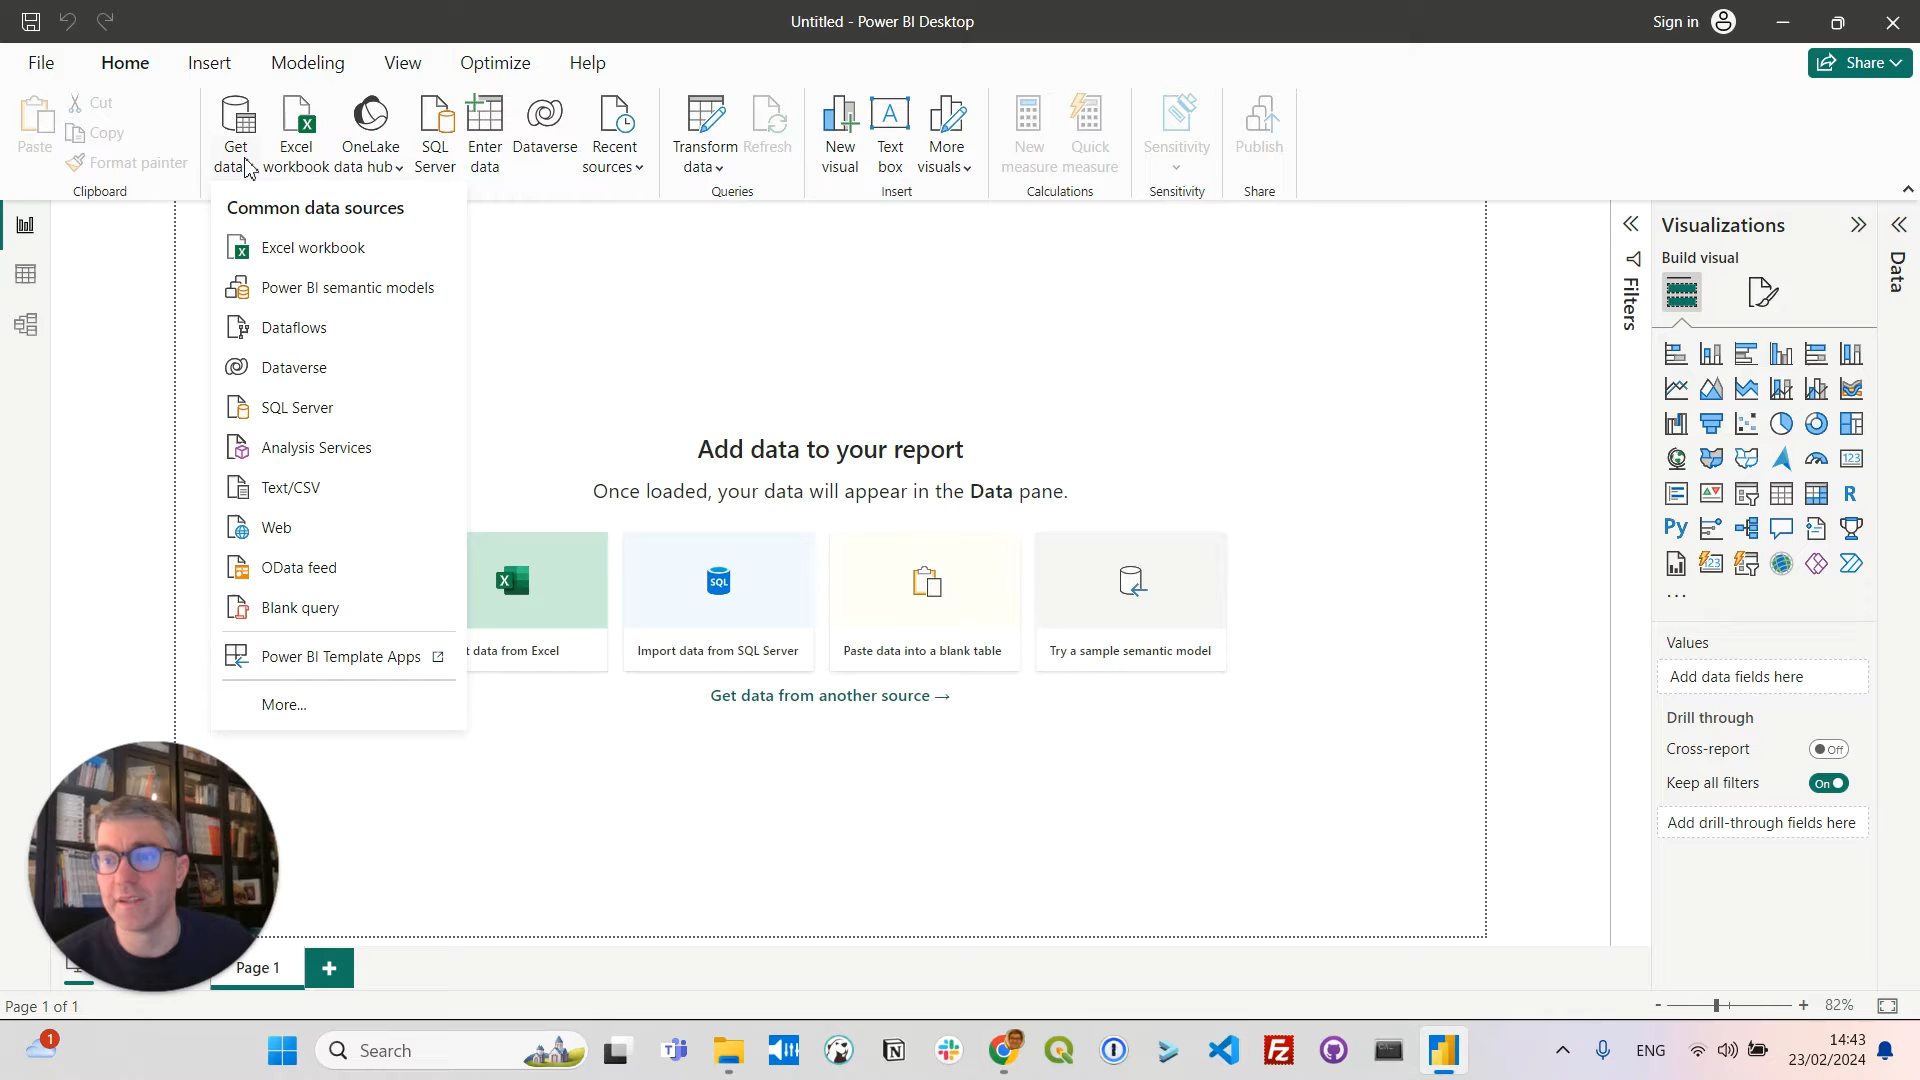 Untitled - Power BI Desktop
Sign in
File Home Insert Modeling View Optimize Help
Share
Paste
Cut
Copy
Format painter
Clipboard
Get data
Excel workbook
OneLake data hub
SQL Server
Enter data
Dataverse
Recent sources
Transform data
Refresh
Queries
New visual
Text box
More visuals
Insert
New measure
Quick measure
Calculations
Sensitivity
Sensitivity
Publish
Share
Common data sources
Excel workbook
Power BI semantic models
Dataflows
Dataverse
SQL Server
Analysis Services
Text/CSV
Web
OData feed
Blank query
Power BI Template Apps
More...
Add data to your report
Once loaded, your data will appear in the Data pane.
SQL
t data from Excel
Import data from SQL Server
Paste data into a blank table
Try a sample semantic model
Get data from another source →
Filters
Visualizations
Build visual
123
R
Py
123
...
Values
Add data fields here
Drill through
Cross-report
Off
Keep all filters
On
Add drill-through fields here
Data
Page 1
Page 1 of 1
- + 82%
1
Search
ENG
14:43
23/02/2024